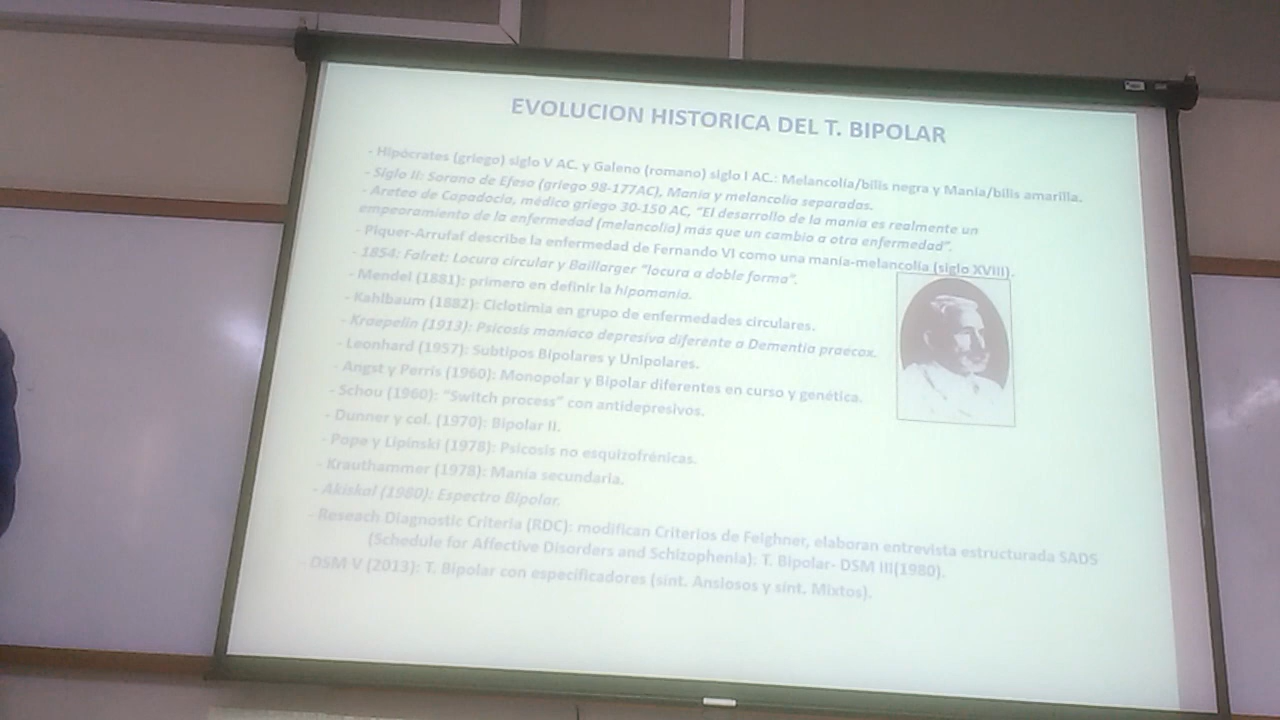 EVOLUCION HISTORICA DEL T. BIPOLAR
- Hipócrates (griego) siglo V AC. y Galeno (romano) siglo I AC.: Melancolía/bilis negra y Manía/bilis amarilla.
- Siglo II: Sorano de Efeso (griego 98-177AC), Manía y melancolía separadas.
- Areteo de Capadocia, médico griego 30-150 AC, "El desarrollo de la manía es realmente un
empeoramiento de la enfermedad (melancolía) más que un cambio a otra enfermedad".
- Piquer-Arrufat describe la enfermedad de Fernando VI como una manía-melancolía (siglo XVIII).
- 1854: Falret: Locura circular y Baillarger "locura a doble forma".
- Mendel (1881): primero en definir la hipomanía.
- Kahlbaum (1882): Ciclotimia en grupo de enfermedades circulares.
- Kraepelin (1913): Psicosis maníaco depresiva diferente a Dementia praecox.
- Leonhard (1957): Subtipos Bipolares y Unipolares.
- Angst y Perris (1960): Monopolar y Bipolar diferentes en curso y genética.
- Schou (1960): "Switch process" con antidepresivos.
- Dunner y col. (1970): Bipolar II.
- Pope y Lipinski (1978): Psicosis no esquizofrénicas.
- Krauthammer (1978): Manía secundaria.
- Akiskal (1980): Espectro Bipolar.
- Reseach Diagnostic Criteria (RDC): modifican Criterios de Feighner, elaboran entrevista estructurada SADS
(Schedule for Affective Disorders and Schizophenia): T. Bipolar- DSM III(1980).
- DSM V (2013): T. Bipolar con especificadores (sint. Ansiosos y sint. Mixtos).